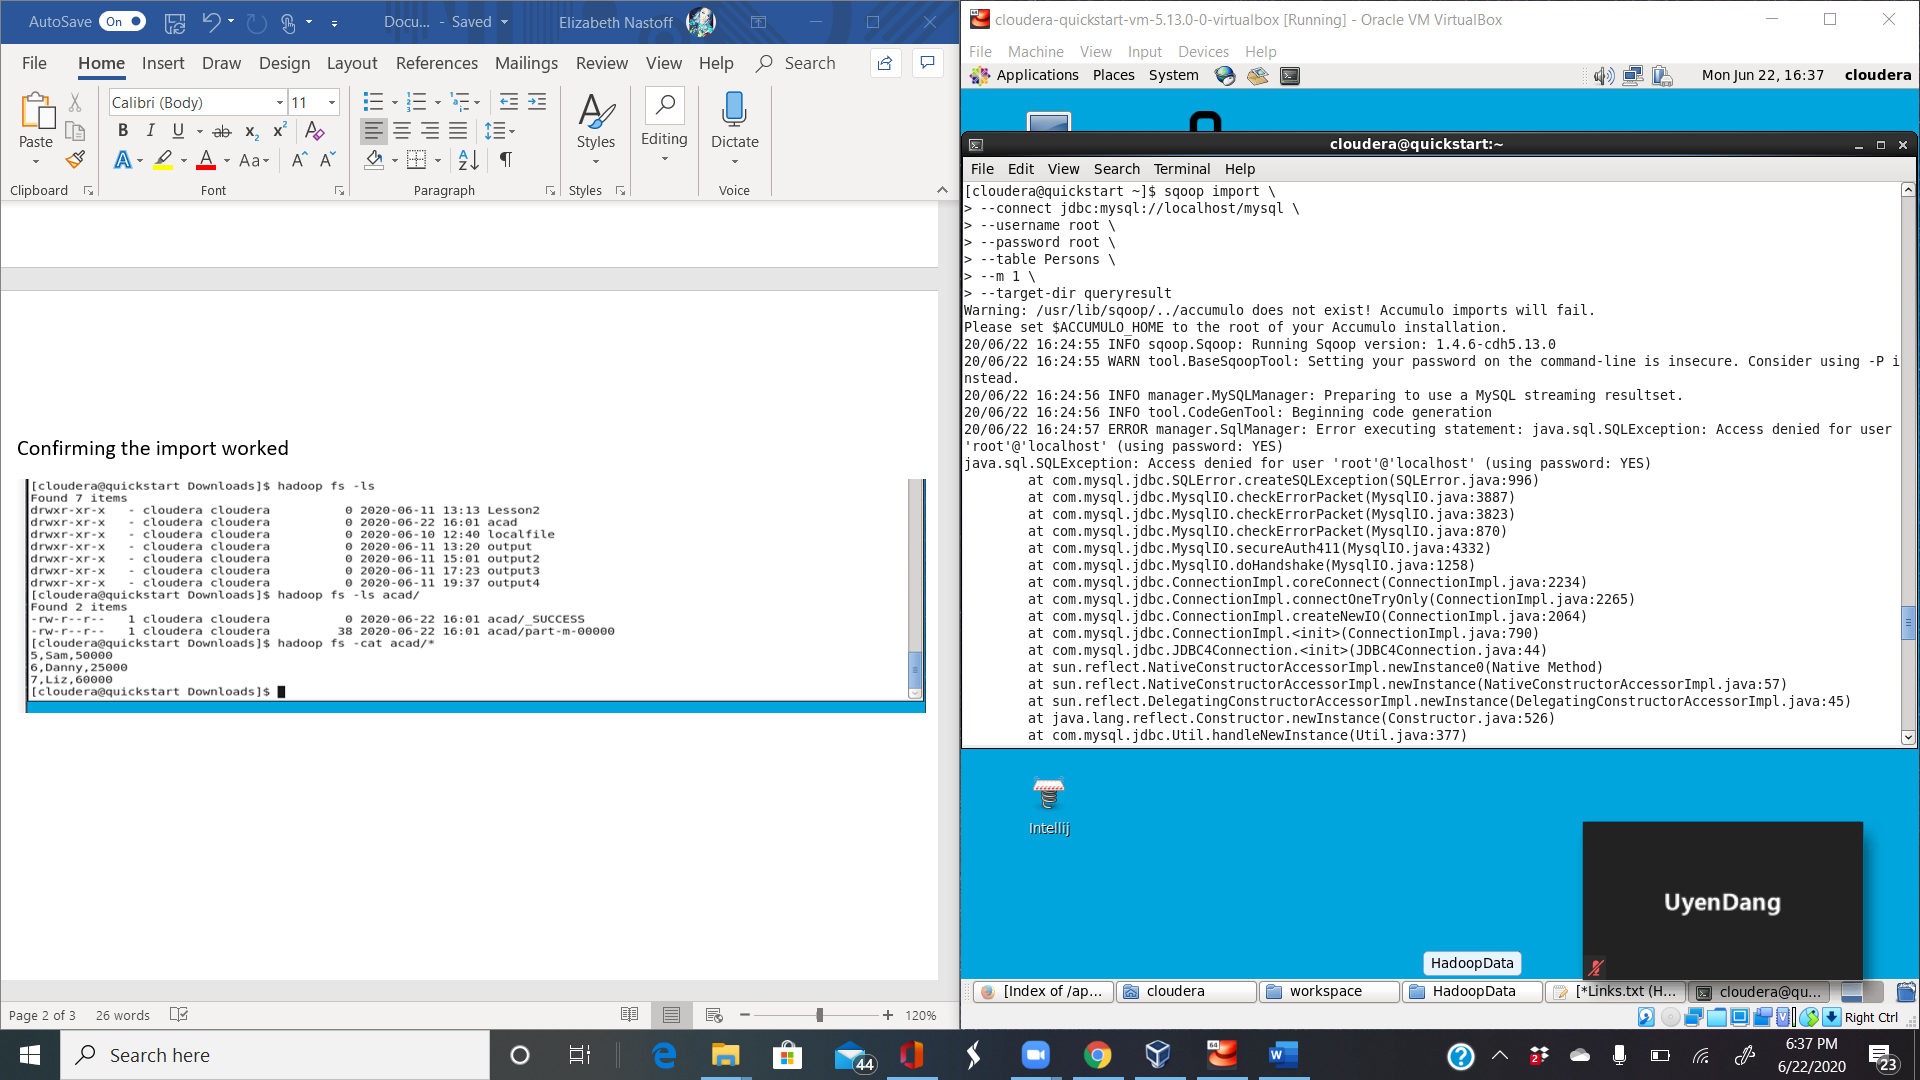 AutoSave On Docu... - Saved Elizabeth Nastoff
File Home Insert Draw Design Layout References Mailings Review View Help Search
Calibri (Body) 11
Paste Styles Editing Dictate
Clipboard Font Paragraph Styles Voice
Confirming the import worked
[cloudera@quickstart Downloads]$ hadoop fs -ls
Found 7 items
drwxr-xr-x - cloudera cloudera 0 2020-06-11 13:13 Lesson2
drwxr-xr-x - cloudera cloudera 0 2020-06-22 16:01 acad
drwxr-xr-x - cloudera cloudera 0 2020-06-10 12:40 localfile
drwxr-xr-x - cloudera cloudera 0 2020-06-11 13:20 output
drwxr-xr-x - cloudera cloudera 0 2020-06-11 15:01 output2
drwxr-xr-x - cloudera cloudera 0 2020-06-11 17:23 output3
drwxr-xr-x - cloudera cloudera 0 2020-06-11 19:37 output4
[cloudera@quickstart Downloads]$ hadoop fs -ls acad/
Found 2 items
-rw-r--r-- 1 cloudera cloudera 0 2020-06-22 16:01 acad/_SUCCESS
-rw-r--r-- 1 cloudera cloudera 38 2020-06-22 16:01 acad/part-m-00000
[cloudera@quickstart Downloads]$ hadoop fs -cat acad/*
5,Sam,50000
6,Danny,25000
7,Liz,60000
[cloudera@quickstart Downloads]$
Page 2 of 3 26 words 120%
cloudera-quickstart-vm-5.13.0-0-virtualbox [Running] - Oracle VM VirtualBox
File Machine View Input Devices Help
Applications Places System Mon Jun 22, 16:37 cloudera
cloudera@quickstart:~
File Edit View Search Terminal Help
[cloudera@quickstart ~]$ sqoop import \
> --connect jdbc:mysql://localhost/mysql \
> --username root \
> --password root \
> --table Persons \
> --m 1 \
> --target-dir queryresult
Warning: /usr/lib/sqoop/../accumulo does not exist! Accumulo imports will fail.
Please set $ACCUMULO_HOME to the root of your Accumulo installation.
20/06/22 16:24:55 INFO sqoop.Sqoop: Running Sqoop version: 1.4.6-cdh5.13.0
20/06/22 16:24:55 WARN tool.BaseSqoopTool: Setting your password on the command-line is insecure. Consider using -P i
nstead.
20/06/22 16:24:56 INFO manager.MySQLManager: Preparing to use a MySQL streaming resultset.
20/06/22 16:24:56 INFO tool.CodeGenTool: Beginning code generation
20/06/22 16:24:57 ERROR manager.SqlManager: Error executing statement: java.sql.SQLException: Access denied for user
'root'@'localhost' (using password: YES)
java.sql.SQLException: Access denied for user 'root'@'localhost' (using password: YES)
at com.mysql.jdbc.SQLError.createSQLException(SQLError.java:996)
at com.mysql.jdbc.MysqlIO.checkErrorPacket(MysqlIO.java:3887)
at com.mysql.jdbc.MysqlIO.checkErrorPacket(MysqlIO.java:3823)
at com.mysql.jdbc.MysqlIO.checkErrorPacket(MysqlIO.java:870)
at com.mysql.jdbc.MysqlIO.secureAuth411(MysqlIO.java:4332)
at com.mysql.jdbc.MysqlIO.doHandshake(MysqlIO.java:1258)
at com.mysql.jdbc.ConnectionImpl.coreConnect(ConnectionImpl.java:2234)
at com.mysql.jdbc.ConnectionImpl.connectOneTryOnly(ConnectionImpl.java:2265)
at com.mysql.jdbc.ConnectionImpl.createNewIO(ConnectionImpl.java:2064)
at com.mysql.jdbc.ConnectionImpl.<init>(ConnectionImpl.java:790)
at com.mysql.jdbc.JDBC4Connection.<init>(JDBC4Connection.java:44)
at sun.reflect.NativeConstructorAccessorImpl.newInstance0(Native Method)
at sun.reflect.NativeConstructorAccessorImpl.newInstance(NativeConstructorAccessorImpl.java:57)
at sun.reflect.DelegatingConstructorAccessorImpl.newInstance(DelegatingConstructorAccessorImpl.java:45)
at java.lang.reflect.Constructor.newInstance(Constructor.java:526)
at com.mysql.jdbc.Util.handleNewInstance(Util.java:377)
Intellij
UyenDang
HadoopData
[Index of /ap... cloudera workspace HadoopData [*Links.txt (H... cloudera@qu...
Right Ctrl
Search here 44 2 6:37 PM
6/22/2020 23